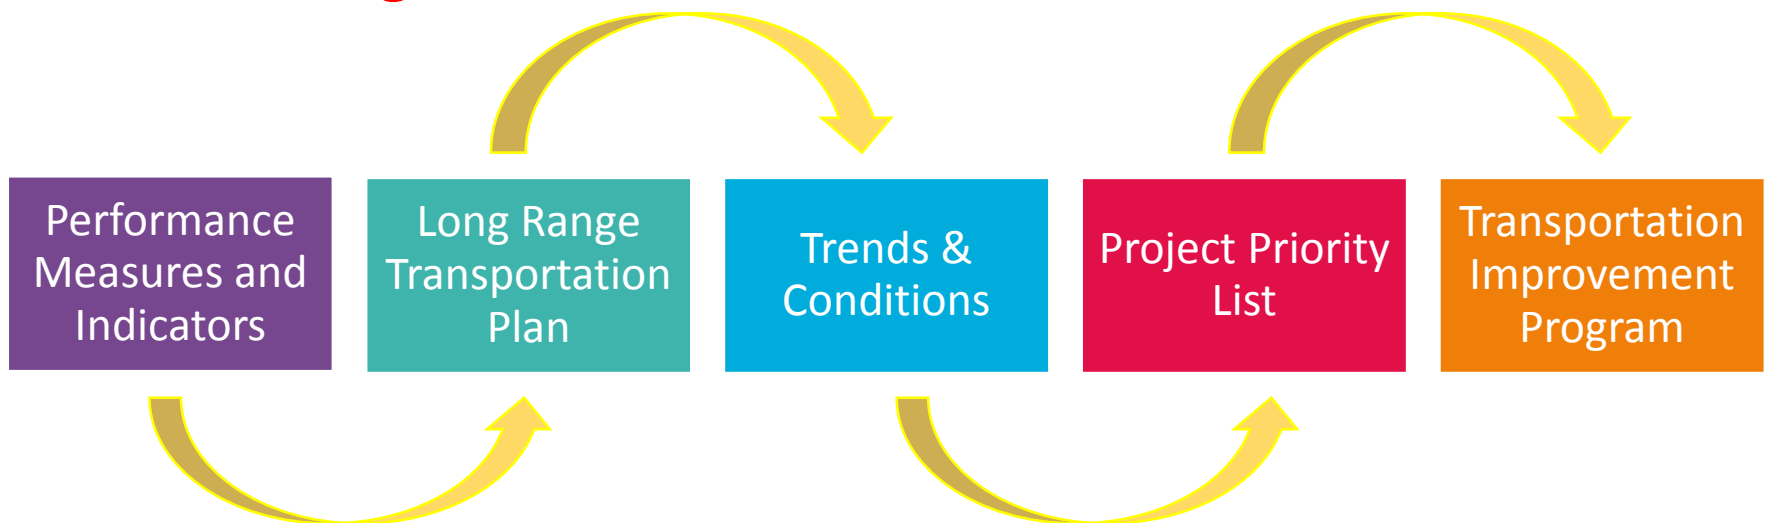 Performance
Measures and
Indicators
Long Range
Transportation
Plan
Trends &
Conditions
Project Priority
List
Transportation
Improvement
Program